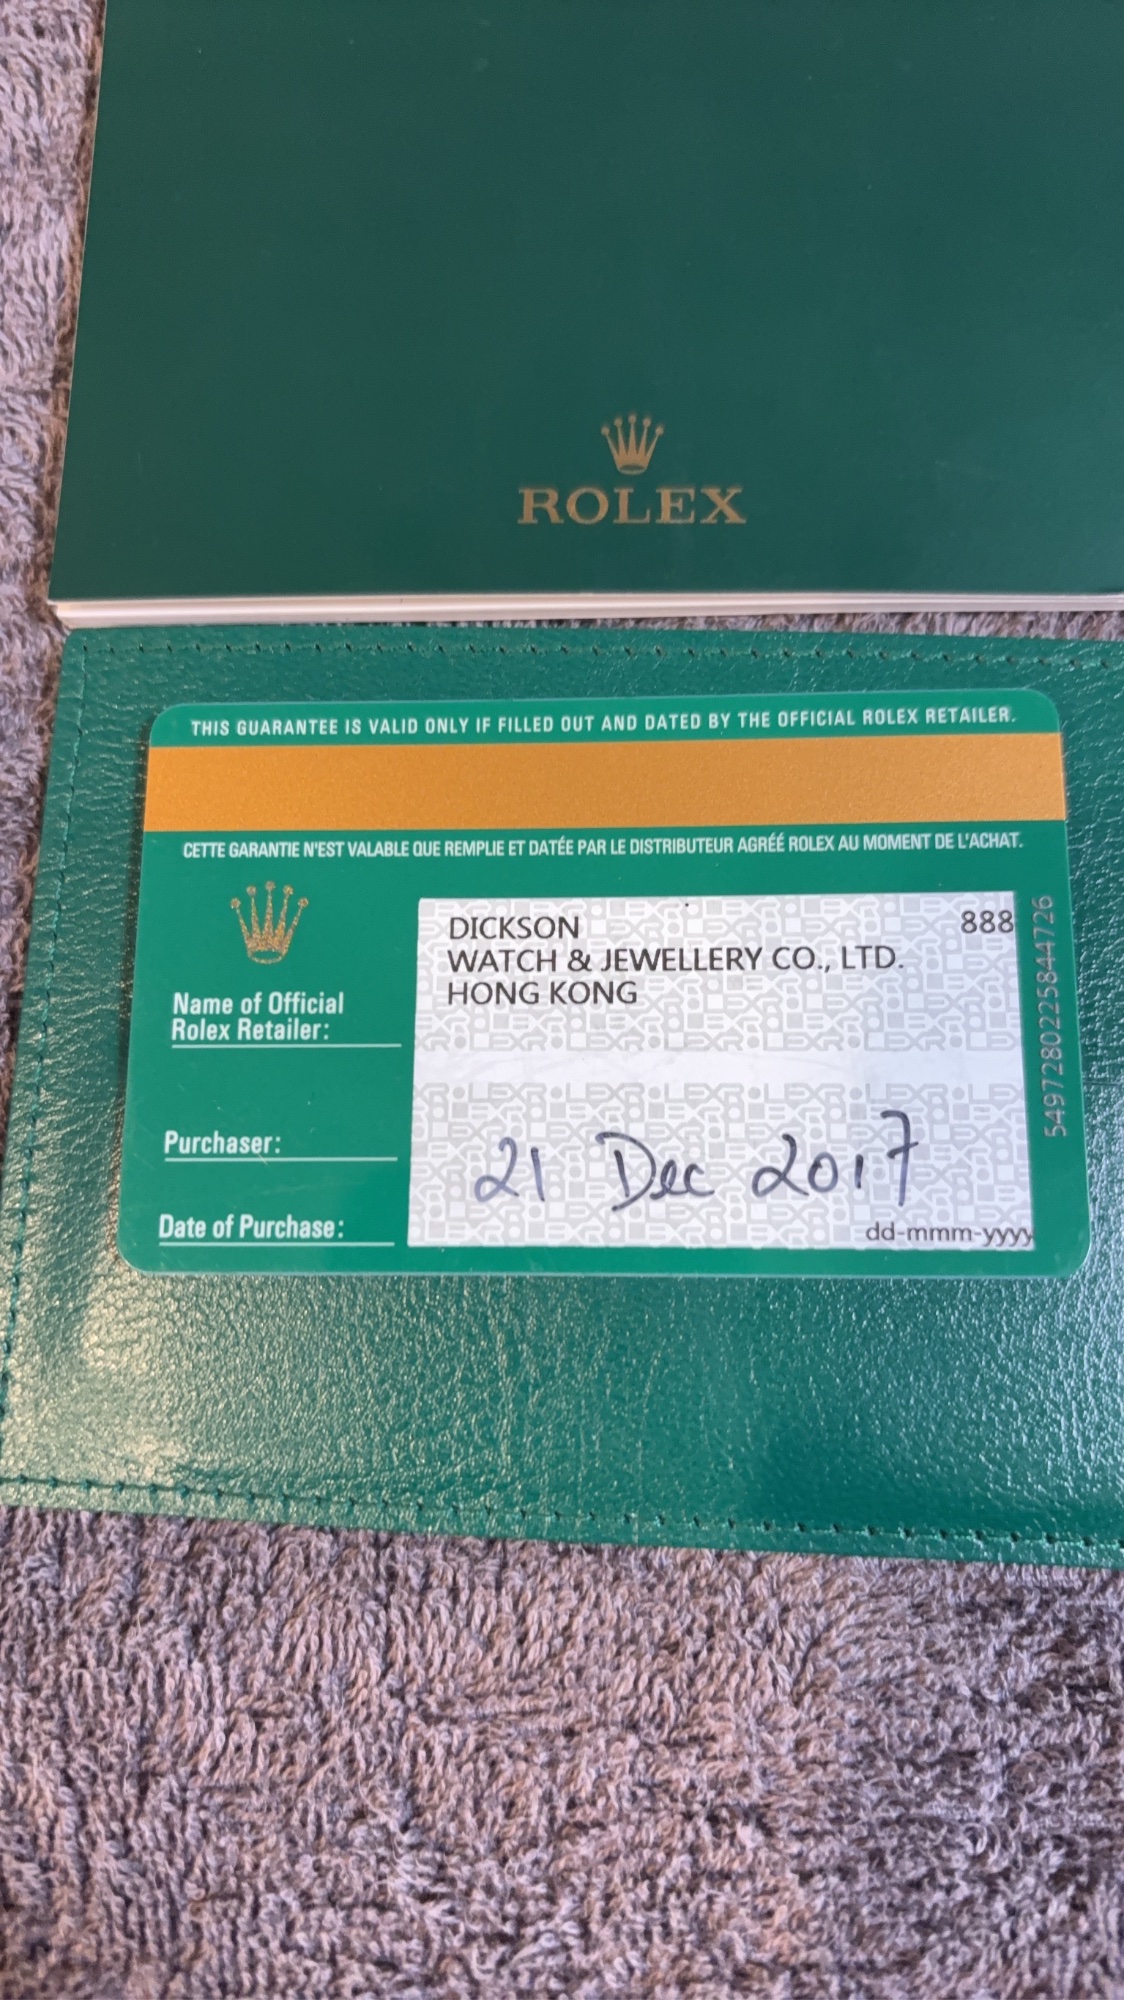 ROLEX
THIS GUARANTEE IS VALID ONLY IF FILLED OUT AND DATED BY THE OFFICIAL ROLEX RETAILER.
CETTE GARANTIE N'EST VALABLE QUE REMPLIE ET DATÉE PAR LE DISTRIBUTEUR AGRÉÉ ROLEX AU MOMENT DE L'ACHAT.
DICKSON 888
WATCH & JEWELLERY CO., LTD.
HONG KONG
Name of Official
Rolex Retailer:
Purchaser:
21 Dec 2017
Date of Purchase:
dd-mmm-yyyy
5497280225844726